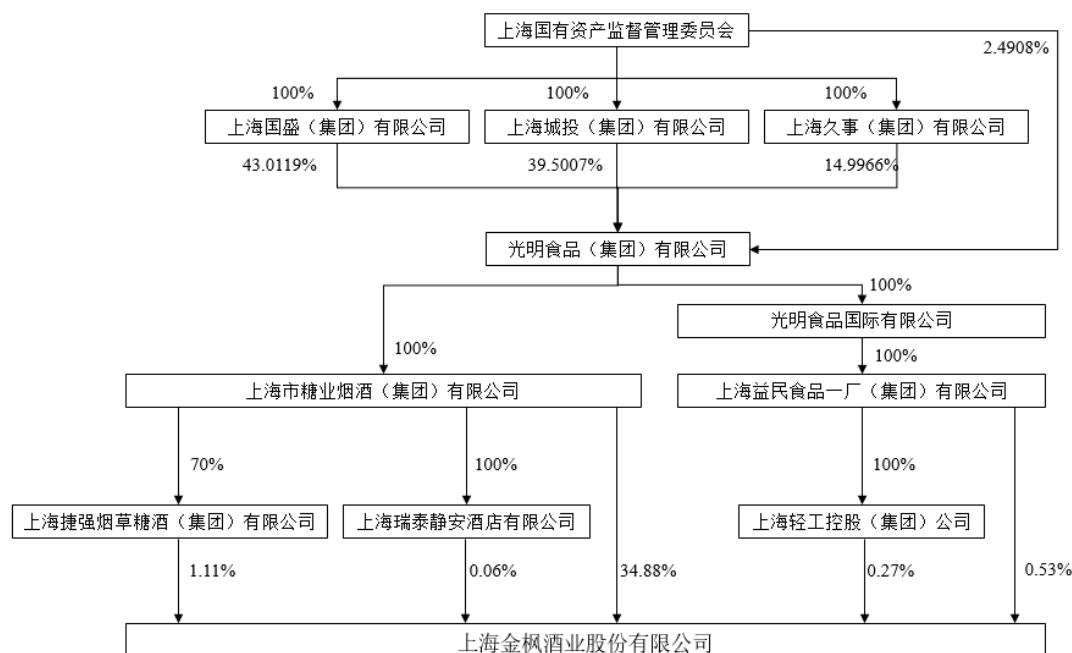 上海国有资产监督管理委员会
2.4908%
100%
100%
100%
上海国盛（集团）有限公司
上海城投（集团）有限公司
上海久事（集团）有限公司
43.0119%
39.5007%
14.9966%
光明食品（集团）有限公司
100%
光明食品国际有限公司
100%
100%
上海市糖业烟酒（集团）有限公司
上海益民食品一厂（集团）有限公司
70%
100%
100%
上海捷强烟草糖酒（集团）有限公司
上海瑞泰静安酒店有限公司
上海轻工控股（集团）公司
1.11%
0.06%
34.88%
0.27%
0.53%
上海金枫酒业股份有限公司